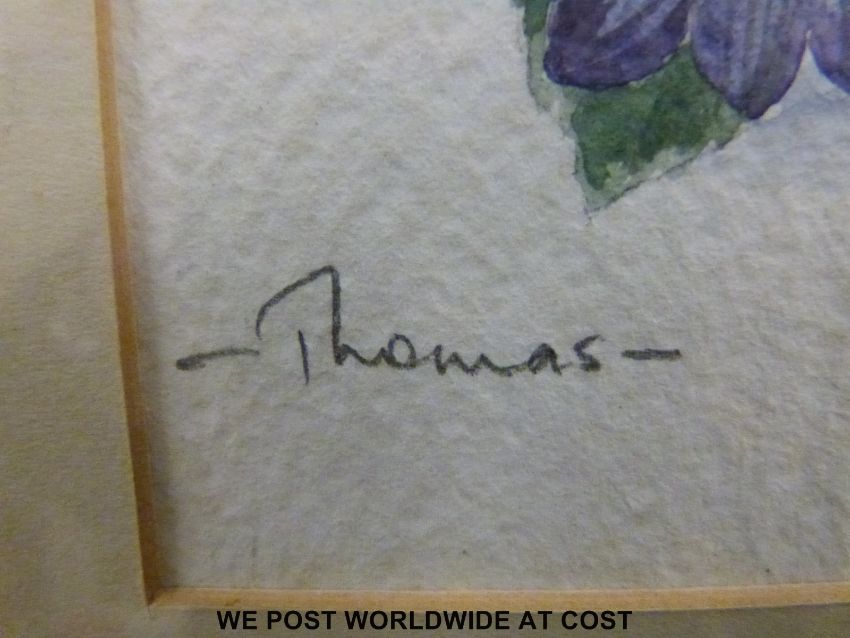 - Thomas -
WE POST WORLDWIDE AT COST